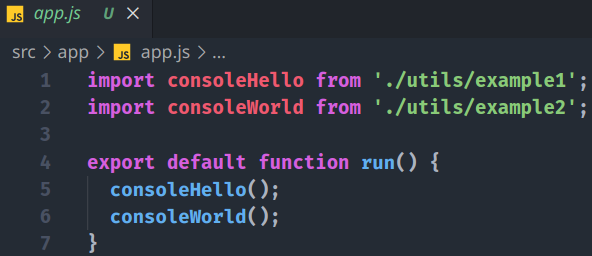 JS app.js U ×
src > app > JS app.js > ...
1 import consoleHello from './utils/example1';
2 import consoleWorld from './utils/example2';
3
4 export default function run() {
5 consoleHello();
6 consoleWorld();
7 }